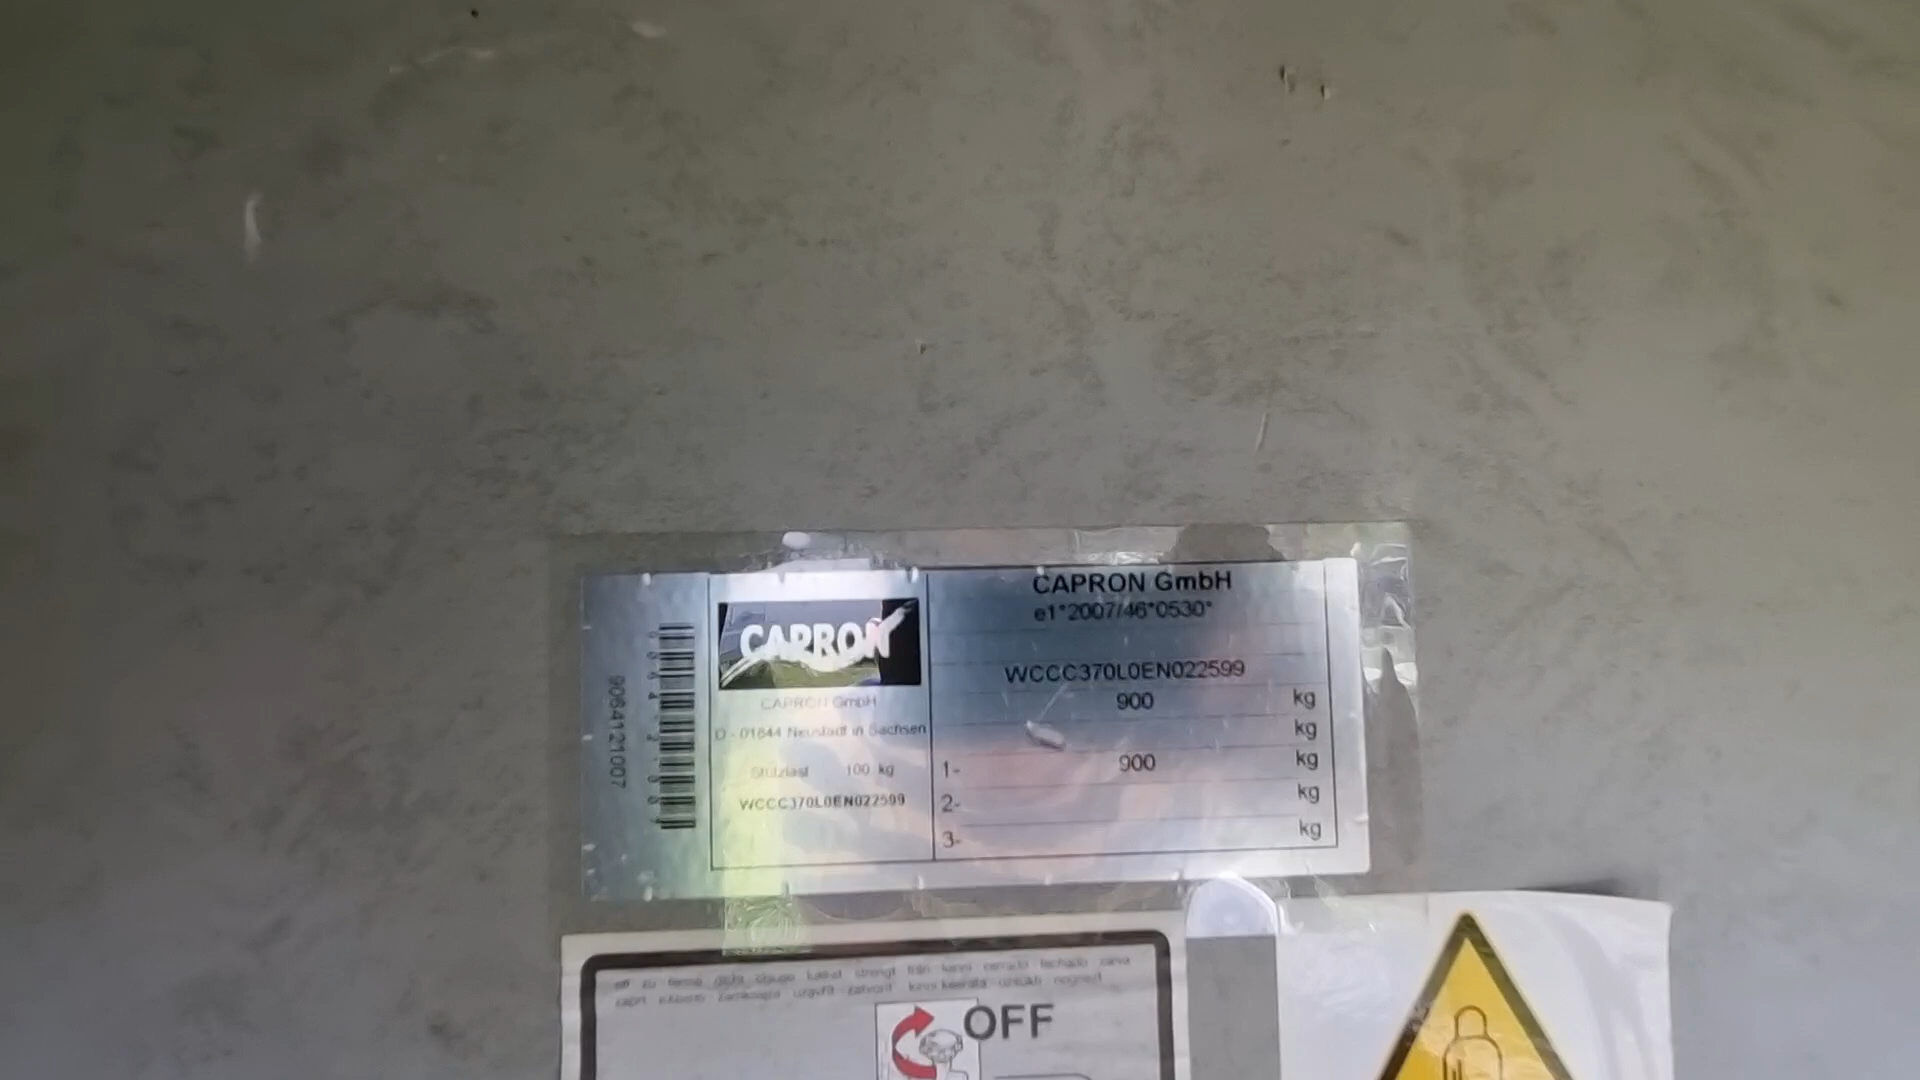 CAPRON GmbH
e1*2007/46*0530*
WCCC370L0EN022599
900 kg
kg
1- 900 kg
2- kg
3- kg
CAPRON
CAPRON GmbH
D - 01844 Neustadt in Sachsen
Stützlast 100 kg
WCCC370L0EN022599
9064121007
OFF